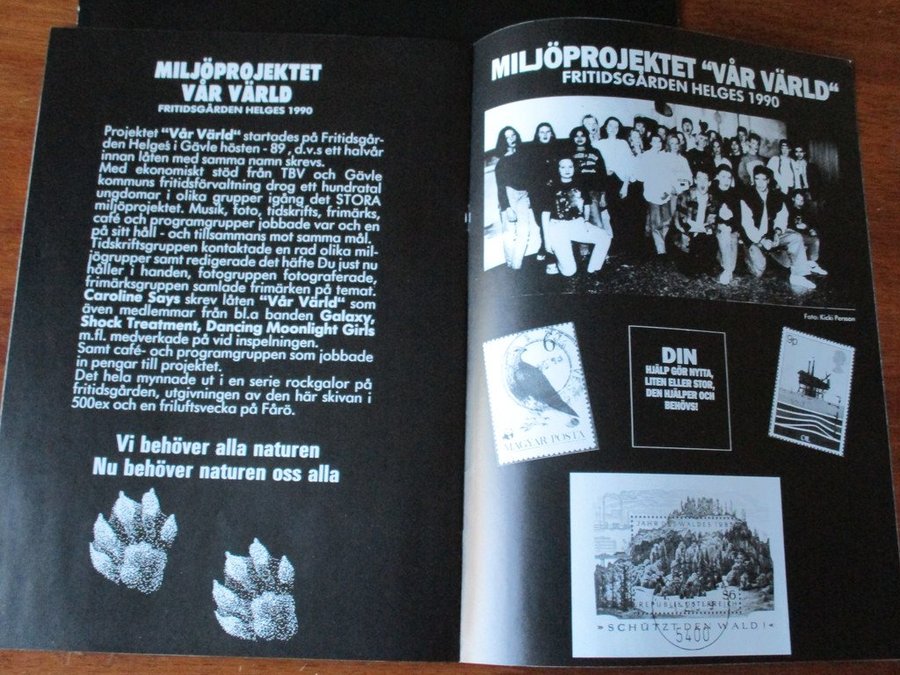 MILJÖPROJEKTET
VÅR VÄRLD
FRITIDSGÅRDEN HELGES 1990
Projektet "Vår Värld" startades på Fritidsgår-
den Helges i Gävle hösten - 89 , d.v.s ett halvår
innan låten med samma namn skrevs.
Med ekonomiskt stöd från TBV och Gävle
kommuns fritidsförvaltning drog ett hundratal
ungdomar i olika grupper igång det STORA
miljöprojektet. Musik, foto, tidskrifts, frimärks,
café och programgrupper jobbade var och en
på sitt håll - och tillsammans mot samma mål.
Tidskriftsgruppen kontaktade en rad olika mil-
jögrupper samt redigerade det häfte Du just nu
håller i handen, fotogruppen fotograferade,
frimärksgruppen samlade frimärken på temat.
Caroline Says skrev låten "Vår Värld" som
även medlemmar från bl.a banden Galaxy,
Shock Treatment, Dancing Moonlight Girls
m.fl. medverkade på vid inspelningen.
Samt café- och programgruppen som jobbade
in pengar till projektet.
Det hela mynnade ut i en serie rockgalor på
fritidsgården, utgivningen av den här skivan i
500ex och en friluftsvecka på Fårö.
Vi behöver alla naturen
Nu behöver naturen oss alla
MILJÖPROJEKTET "VÅR VÄRLD"
FRITIDSGÅRDEN HELGES 1990
Foto: Kicki Persson
6
MAGYAR POSTA
DIN
HJÄLP GÖR NYTTA,
LITEN ELLER STOR,
DEN HJÄLPER OCH
BEHÖVS!
9p
OIL
JAHR DES WALDES 1985
S6
REPUBLIK ÖSTERREICH
»SCHÜTZT DEN WALD!«
5400